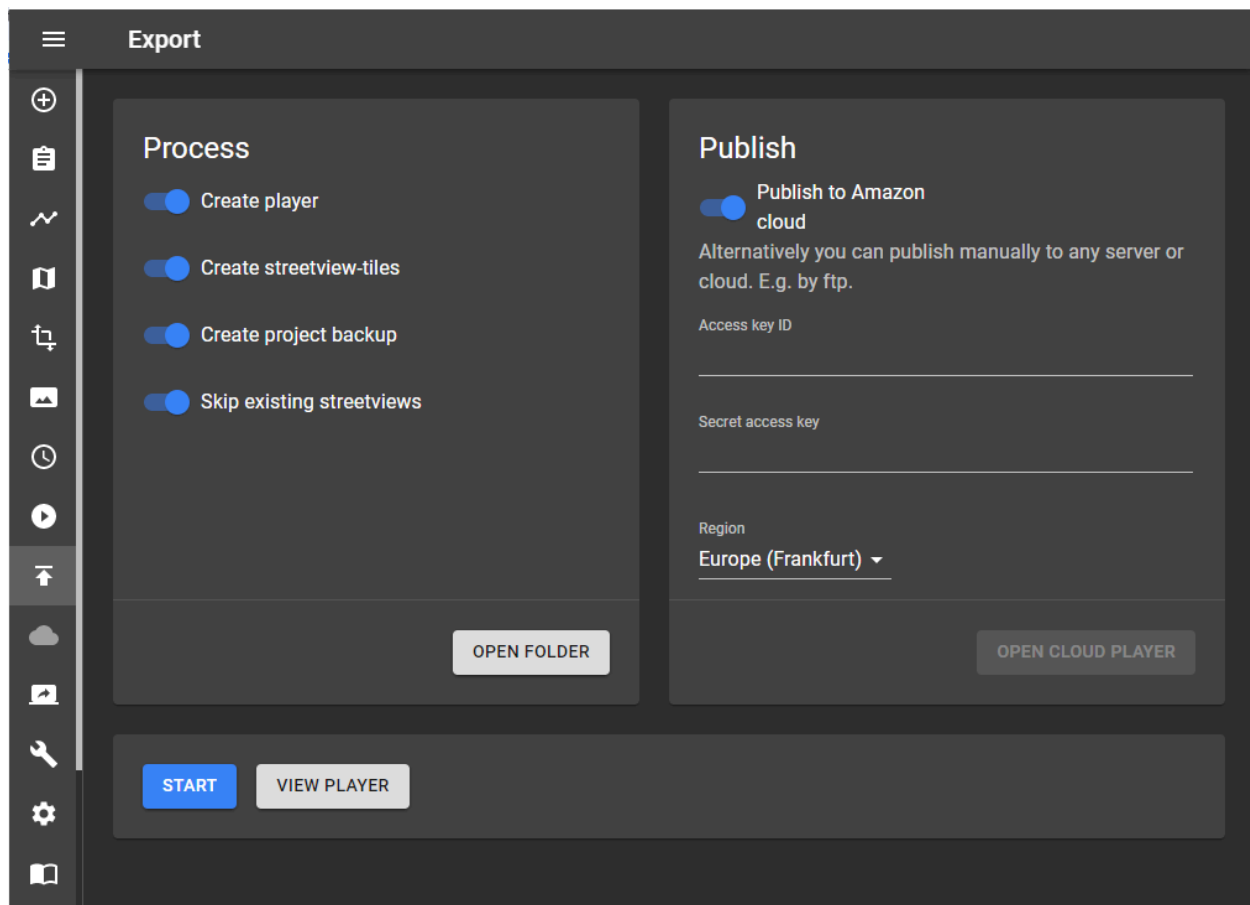 Export
Process
Create player
Create streetview-tiles
Create project backup
Skip existing streetviews
OPEN FOLDER
Publish
Publish to Amazon
cloud
Alternatively you can publish manually to any server or
cloud. E.g. by ftp.
Access key ID
Secret access key
Region
Europe (Frankfurt)
OPEN CLOUD PLAYER
START
VIEW PLAYER